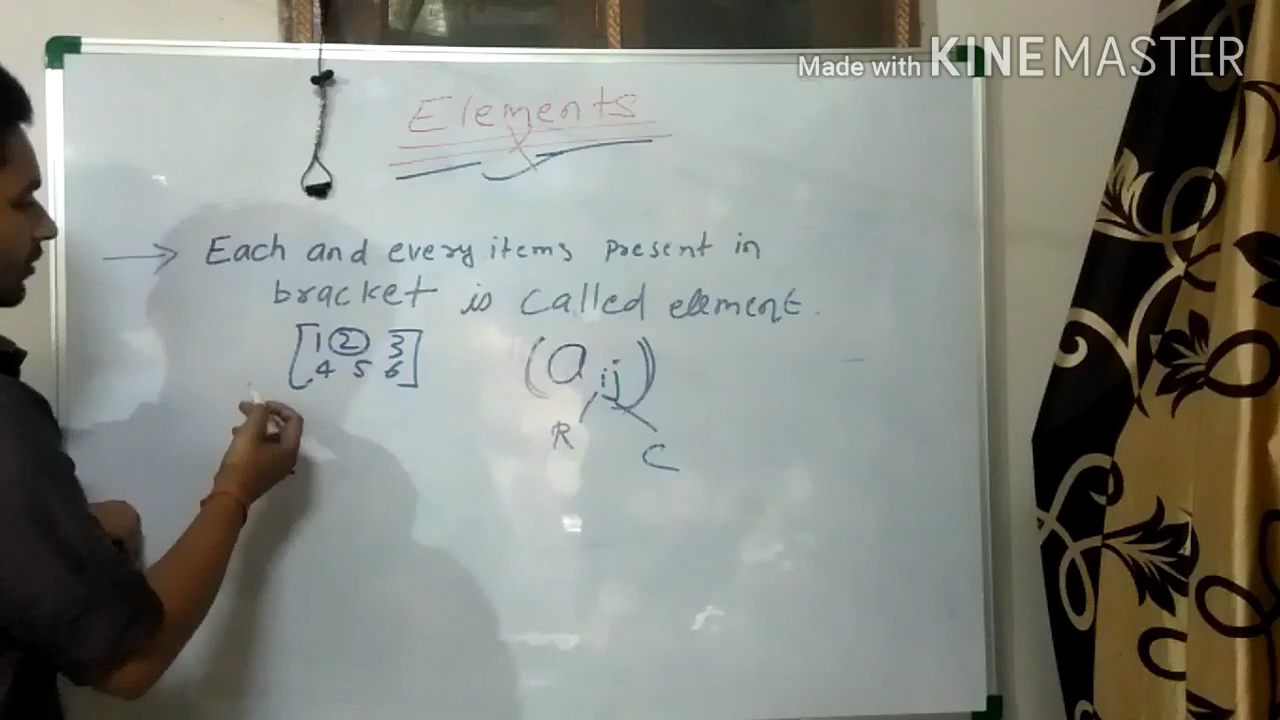 Made with KINEMASTER
Elements
Each and every items present in
bracket is called element.
[1 2 3
4 5 6]
(a ij)
R
C